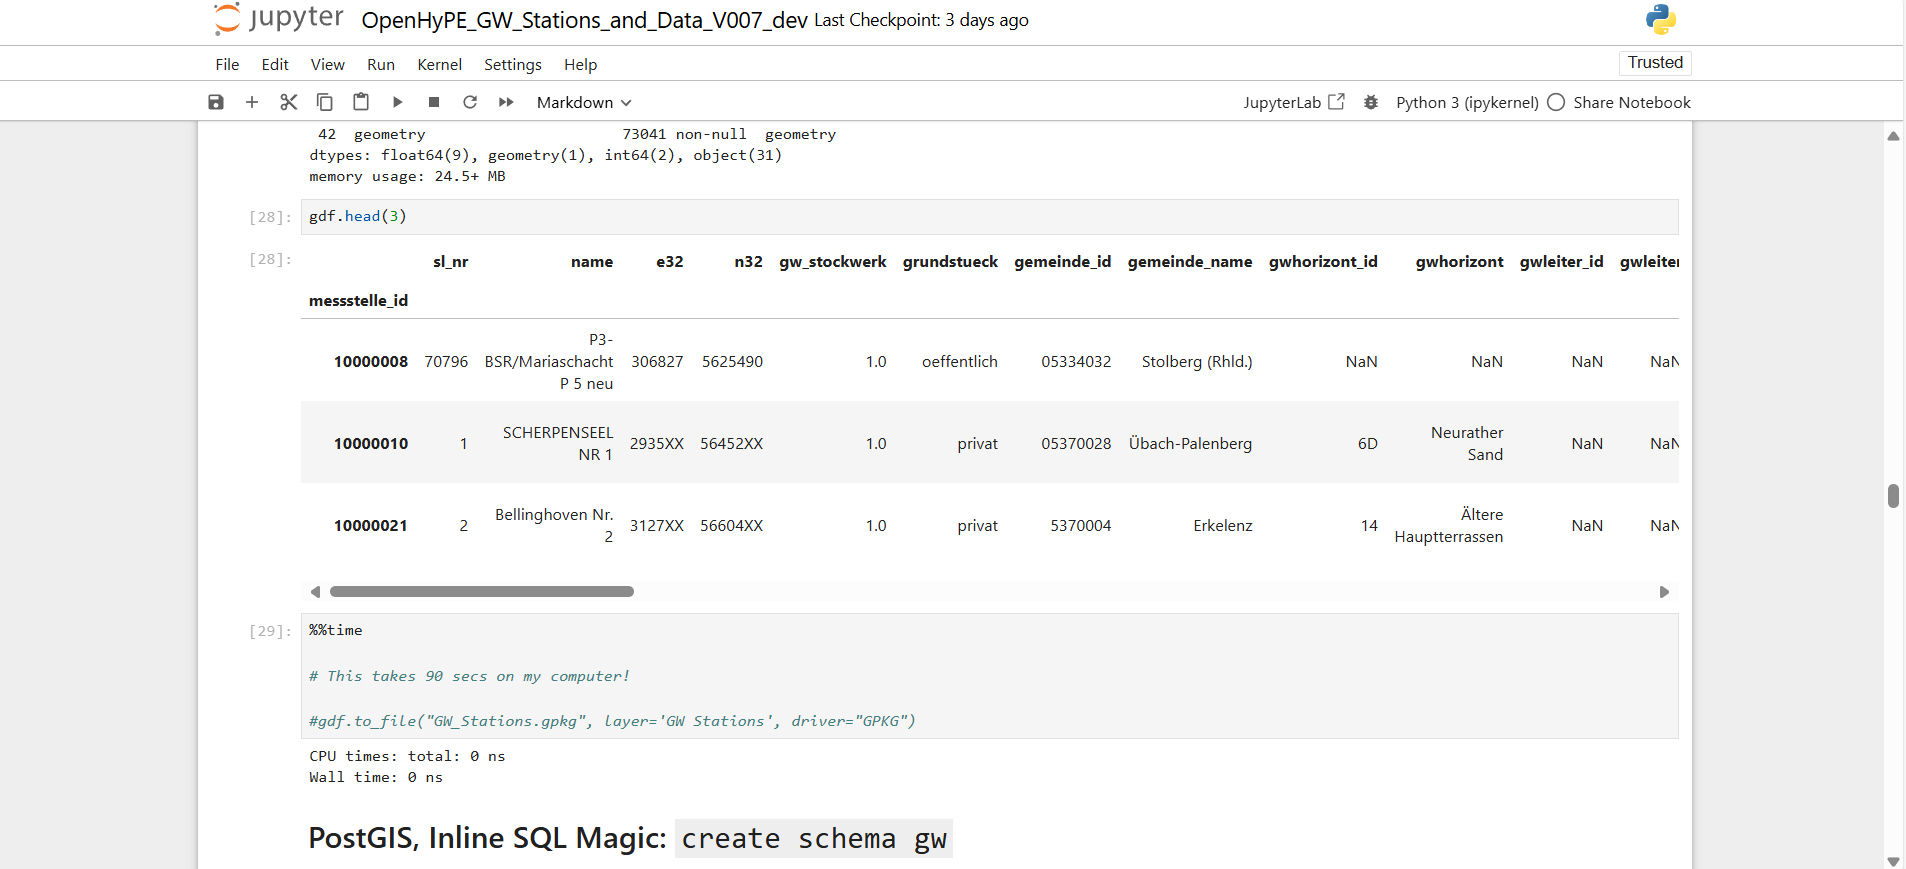 jupyter OpenHyPE_GW_Stations_and_Data_V007_dev Last Checkpoint: 3 days ago
File Edit View Run Kernel Settings Help Trusted
Markdown JupyterLab Python 3 (ipykernel) Share Notebook
42 geometry 73041 non-null geometry
dtypes: float64(9), geometry(1), int64(2), object(31)
memory usage: 24.5+ MB
[28]: gdf.head(3)
[28]: sl_nr name e32 n32 gw_stockwerk grundstueck gemeinde_id gemeinde_name gwhorizont_id gwhorizont gwleiter_id gwleiter
messstelle_id
P3-
10000008 70796 BSR/Mariaschacht 306827 5625490 1.0 oeffentlich 05334032 Stolberg (Rhld.) NaN NaN NaN NaN
P 5 neu
SCHERPENSEEL Neurather
10000010 1 2935XX 56452XX 1.0 privat 05370028 Übach-Palenberg 6D NaN NaN
NR 1 Sand
Bellinghoven Nr. Ältere
10000021 2 3127XX 56604XX 1.0 privat 5370004 Erkelenz 14 NaN NaN
2 Hauptterrassen
[29]: %%time
# This takes 90 secs on my computer!
#gdf.to_file("GW_Stations.gpkg", layer='GW Stations', driver="GPKG")
CPU times: total: 0 ns
Wall time: 0 ns
PostGIS, Inline SQL Magic: create schema gw